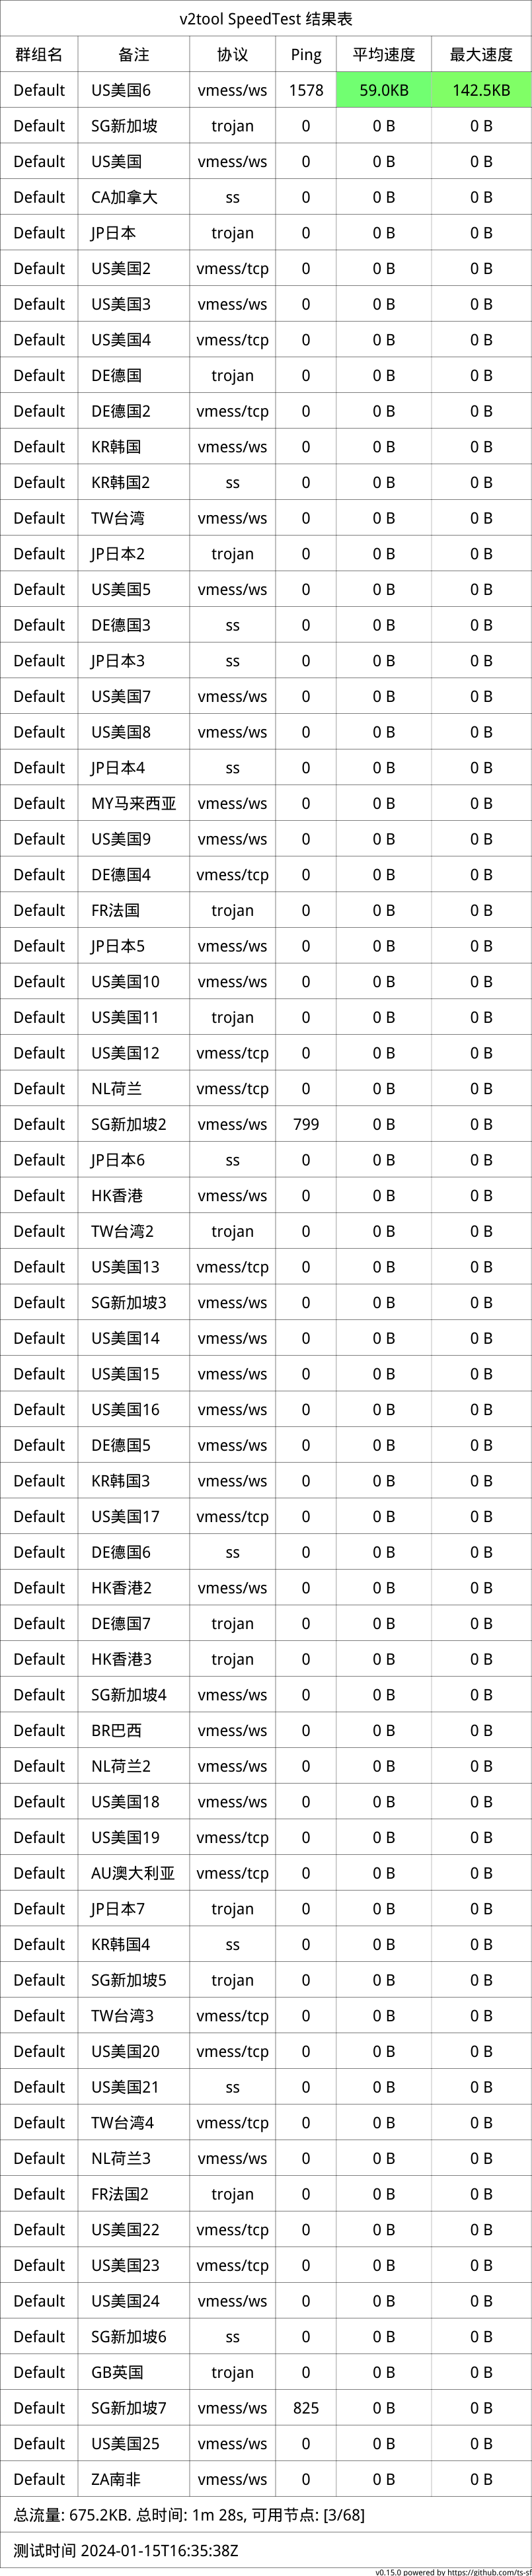 v2tool SpeedTest 结果表
群组名 备注 协议 Ping 平均速度 最大速度
Default US美国6 vmess/ws 1578 59.0KB 142.5KB
Default SG新加坡 trojan 0 0 B 0 B
Default US美国 vmess/ws 0 0 B 0 B
Default CA加拿大 ss 0 0 B 0 B
Default JP日本 trojan 0 0 B 0 B
Default US美国2 vmess/tcp 0 0 B 0 B
Default US美国3 vmess/ws 0 0 B 0 B
Default US美国4 vmess/tcp 0 0 B 0 B
Default DE德国 trojan 0 0 B 0 B
Default DE德国2 vmess/tcp 0 0 B 0 B
Default KR韩国 vmess/ws 0 0 B 0 B
Default KR韩国2 ss 0 0 B 0 B
Default TW台湾 vmess/ws 0 0 B 0 B
Default JP日本2 trojan 0 0 B 0 B
Default US美国5 vmess/ws 0 0 B 0 B
Default DE德国3 ss 0 0 B 0 B
Default JP日本3 ss 0 0 B 0 B
Default US美国7 vmess/ws 0 0 B 0 B
Default US美国8 vmess/ws 0 0 B 0 B
Default JP日本4 ss 0 0 B 0 B
Default MY马来西亚 vmess/ws 0 0 B 0 B
Default US美国9 vmess/ws 0 0 B 0 B
Default DE德国4 vmess/tcp 0 0 B 0 B
Default FR法国 trojan 0 0 B 0 B
Default JP日本5 vmess/ws 0 0 B 0 B
Default US美国10 vmess/ws 0 0 B 0 B
Default US美国11 trojan 0 0 B 0 B
Default US美国12 vmess/tcp 0 0 B 0 B
Default NL荷兰 vmess/tcp 0 0 B 0 B
Default SG新加坡2 vmess/ws 799 0 B 0 B
Default JP日本6 ss 0 0 B 0 B
Default HK香港 vmess/ws 0 0 B 0 B
Default TW台湾2 trojan 0 0 B 0 B
Default US美国13 vmess/tcp 0 0 B 0 B
Default SG新加坡3 vmess/ws 0 0 B 0 B
Default US美国14 vmess/ws 0 0 B 0 B
Default US美国15 vmess/ws 0 0 B 0 B
Default US美国16 vmess/ws 0 0 B 0 B
Default DE德国5 vmess/ws 0 0 B 0 B
Default KR韩国3 vmess/ws 0 0 B 0 B
Default US美国17 vmess/tcp 0 0 B 0 B
Default DE德国6 ss 0 0 B 0 B
Default HK香港2 vmess/ws 0 0 B 0 B
Default DE德国7 trojan 0 0 B 0 B
Default HK香港3 trojan 0 0 B 0 B
Default SG新加坡4 vmess/ws 0 0 B 0 B
Default BR巴西 vmess/ws 0 0 B 0 B
Default NL荷兰2 vmess/ws 0 0 B 0 B
Default US美国18 vmess/ws 0 0 B 0 B
Default US美国19 vmess/tcp 0 0 B 0 B
Default AU澳大利亚 vmess/tcp 0 0 B 0 B
Default JP日本7 trojan 0 0 B 0 B
Default KR韩国4 ss 0 0 B 0 B
Default SG新加坡5 trojan 0 0 B 0 B
Default TW台湾3 vmess/tcp 0 0 B 0 B
Default US美国20 vmess/tcp 0 0 B 0 B
Default US美国21 ss 0 0 B 0 B
Default TW台湾4 vmess/tcp 0 0 B 0 B
Default NL荷兰3 vmess/ws 0 0 B 0 B
Default FR法国2 trojan 0 0 B 0 B
Default US美国22 vmess/tcp 0 0 B 0 B
Default US美国23 vmess/tcp 0 0 B 0 B
Default US美国24 vmess/ws 0 0 B 0 B
Default SG新加坡6 ss 0 0 B 0 B
Default GB英国 trojan 0 0 B 0 B
Default SG新加坡7 vmess/ws 825 0 B 0 B
Default US美国25 vmess/ws 0 0 B 0 B
Default ZA南非 vmess/ws 0 0 B 0 B
总流量: 675.2KB. 总时间: 1m 28s, 可用节点: [3/68]
测试时间 2024-01-15T16:35:38Z
v0.15.0 powered by https://github.com/ts-sf